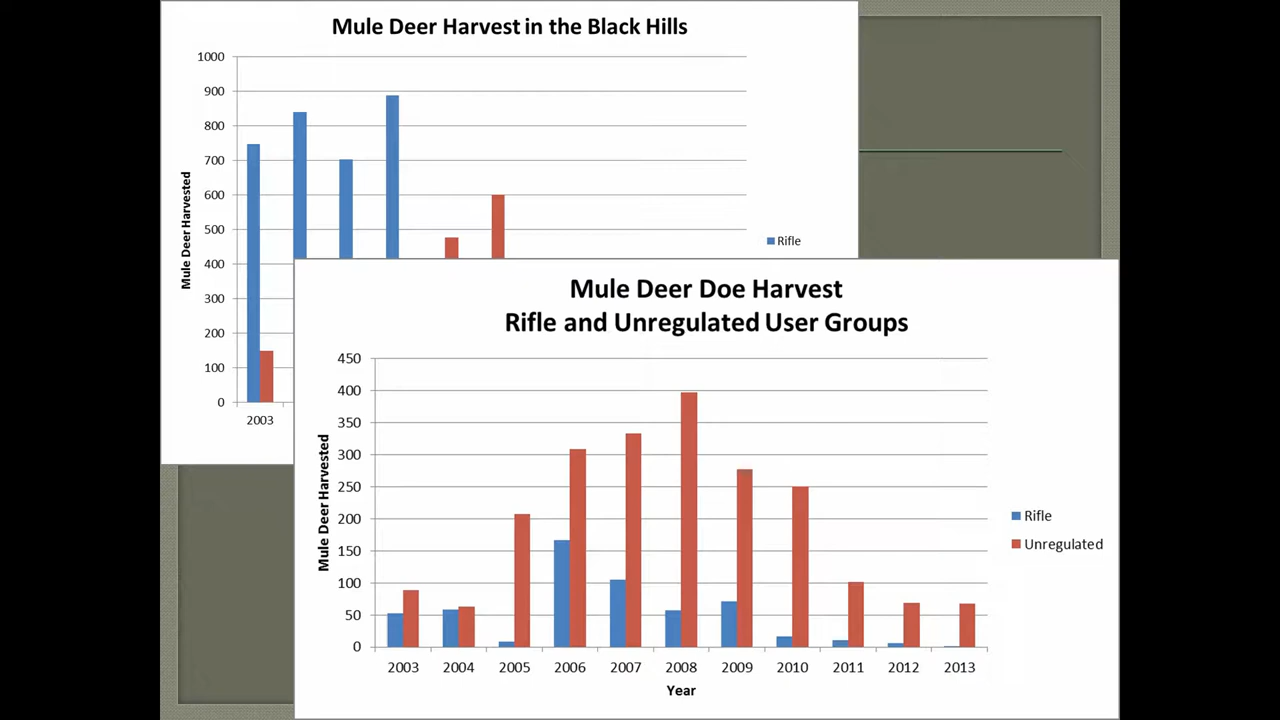 Mule Deer Harvest in the Black Hills
1000
900
800
700
600
500
400
300
200
100
0
Mule Deer Harvested
2003
Rifle
Mule Deer Doe Harvest
Rifle and Unregulated User Groups
450
400
350
300
250
200
150
100
50
0
Mule Deer Harvested
2003 2004 2005 2006 2007 2008 2009 2010 2011 2012 2013
Year
Rifle
Unregulated